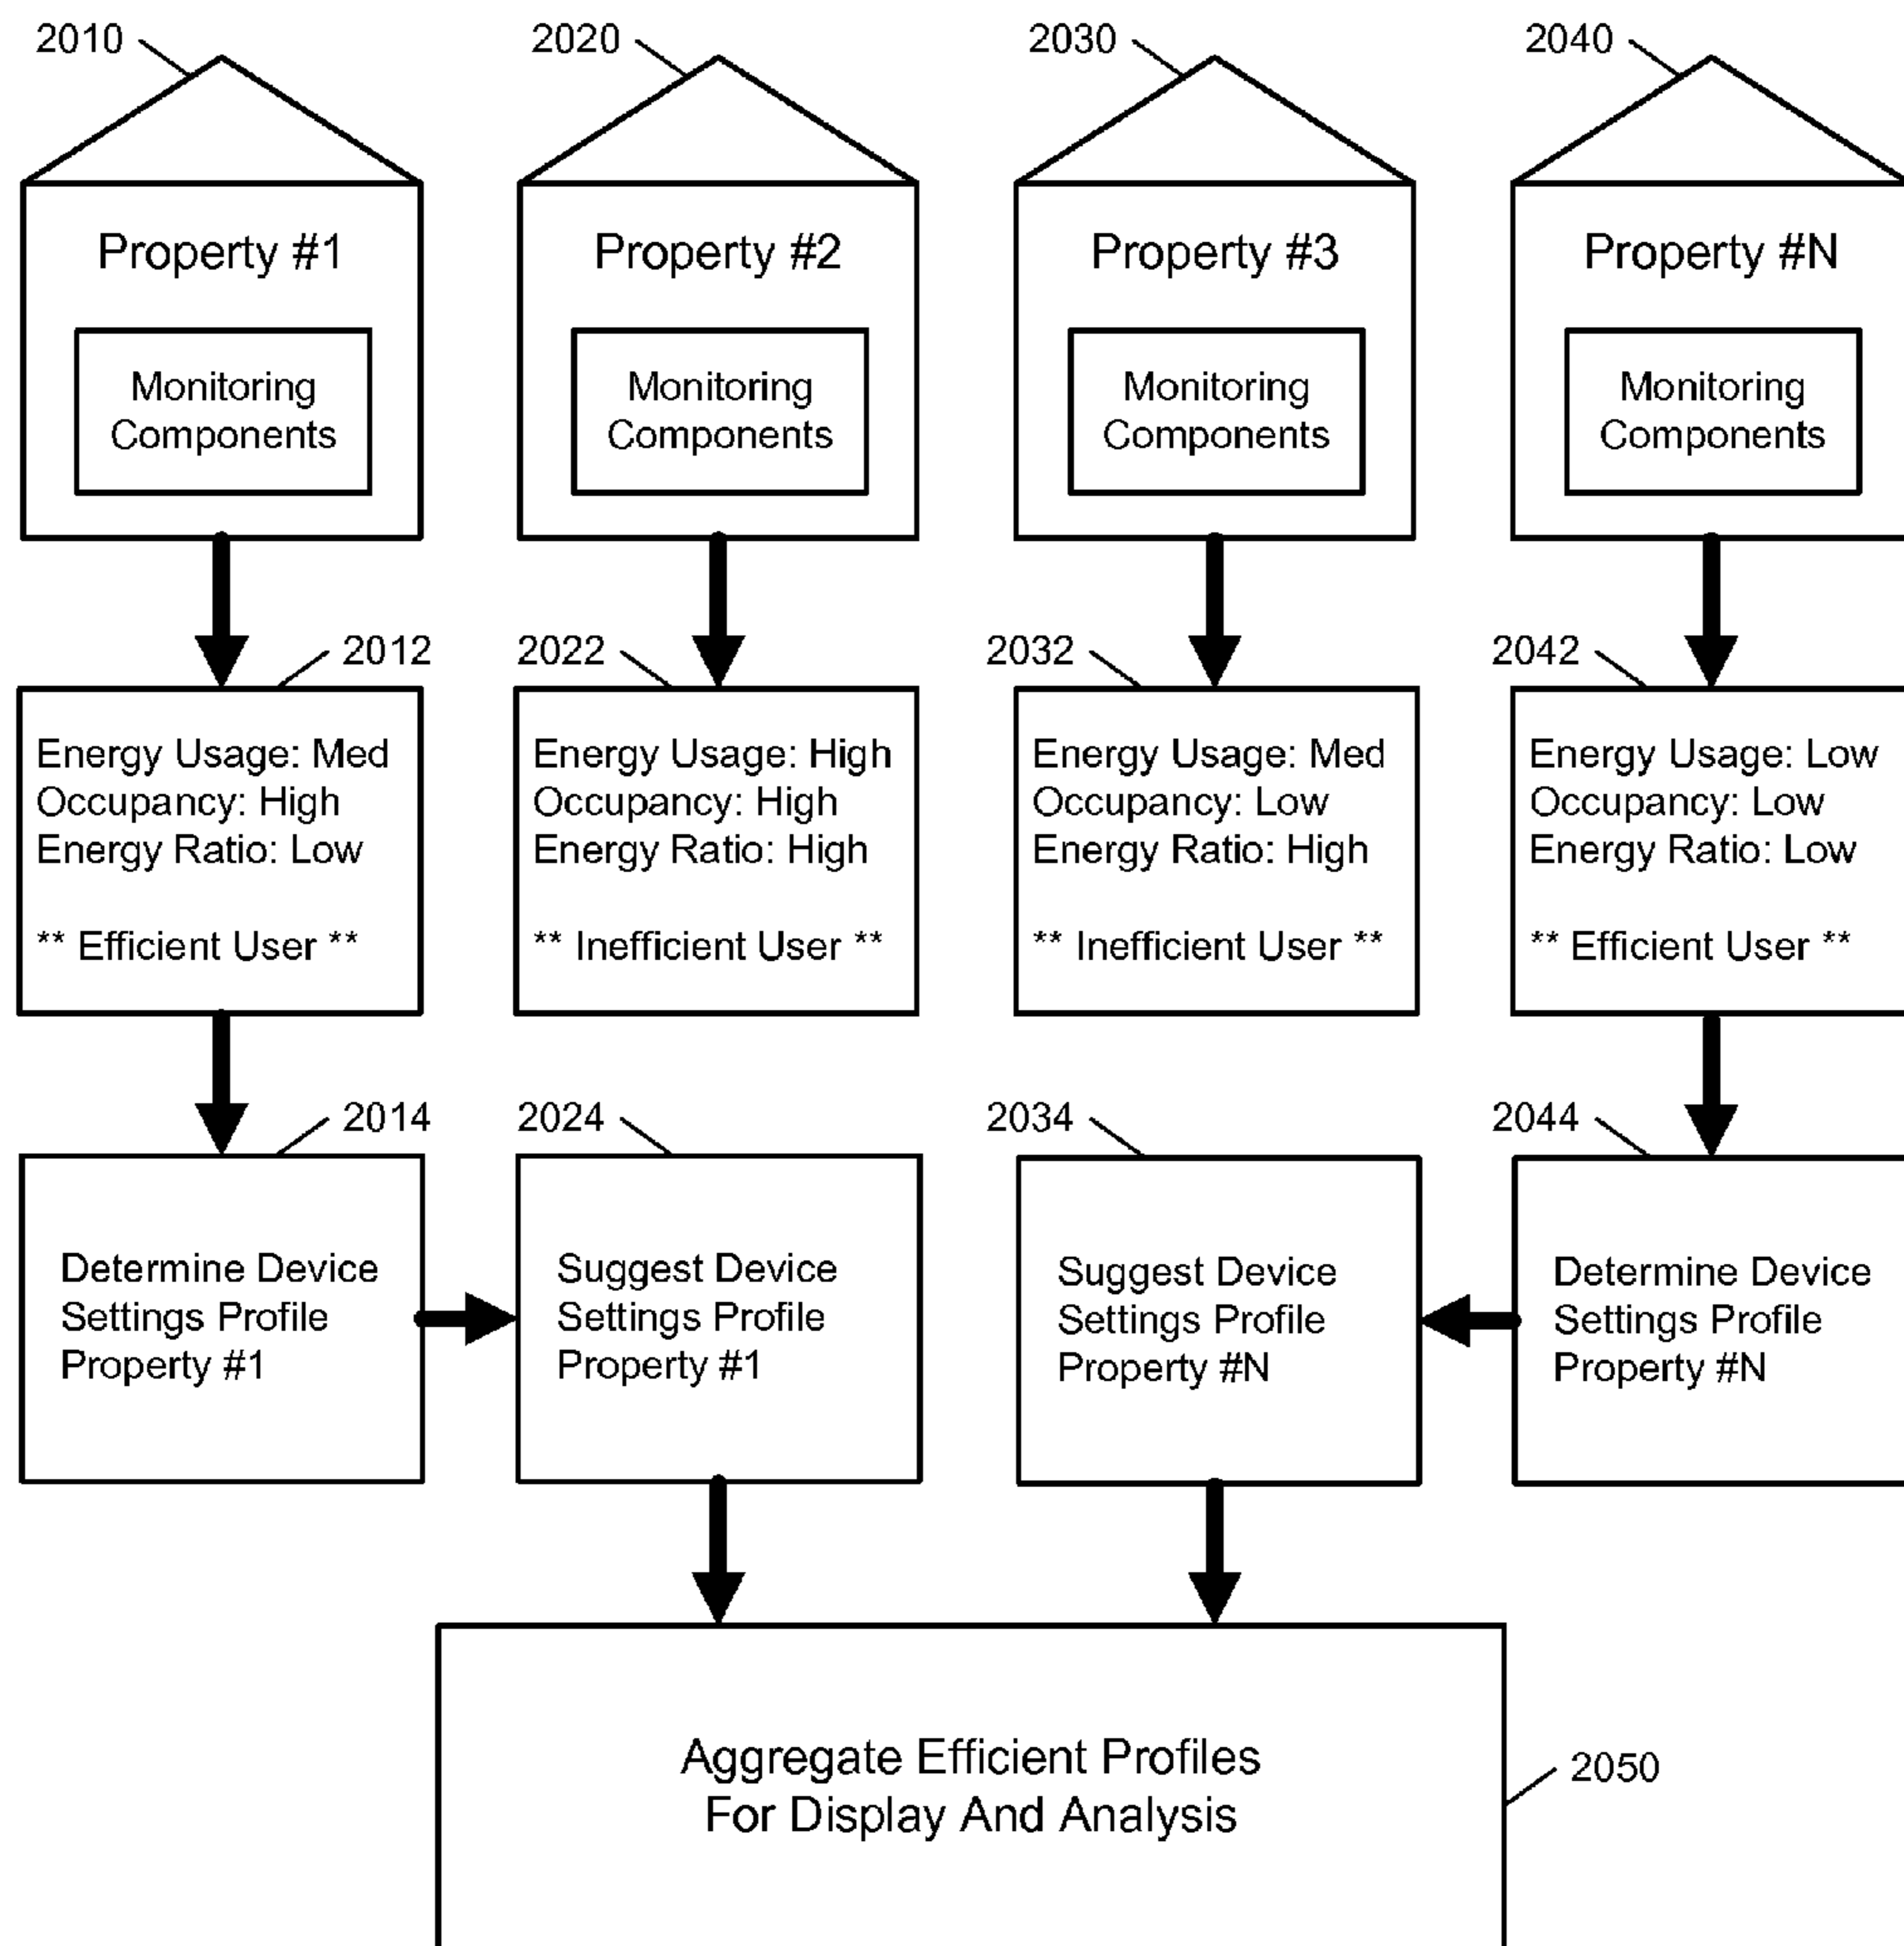 2010
2020
2030
2040
Property #1
Property #2
Property #3
Property #N
Monitoring
Components
Monitoring
Components
Monitoring
Components
Monitoring
Components
2012
2022
2032
2042
Energy Usage: Med
Occupancy: High
Energy Ratio: Low
** Efficient User **
Energy Usage: High
Occupancy: High
Energy Ratio: High
** Inefficient User **
Energy Usage: Med
Occupancy: Low
Energy Ratio: High
** Inefficient User **
Energy Usage: Low
Occupancy: Low
Energy Ratio: Low
** Efficient User **
2014
2024
2034
2044
Determine Device
Settings Profile
Property #1
Suggest Device
Settings Profile
Property #1
Suggest Device
Settings Profile
Property #N
Determine Device
Settings Profile
Property #N
Aggregate Efficient Profiles
For Display And Analysis
2050